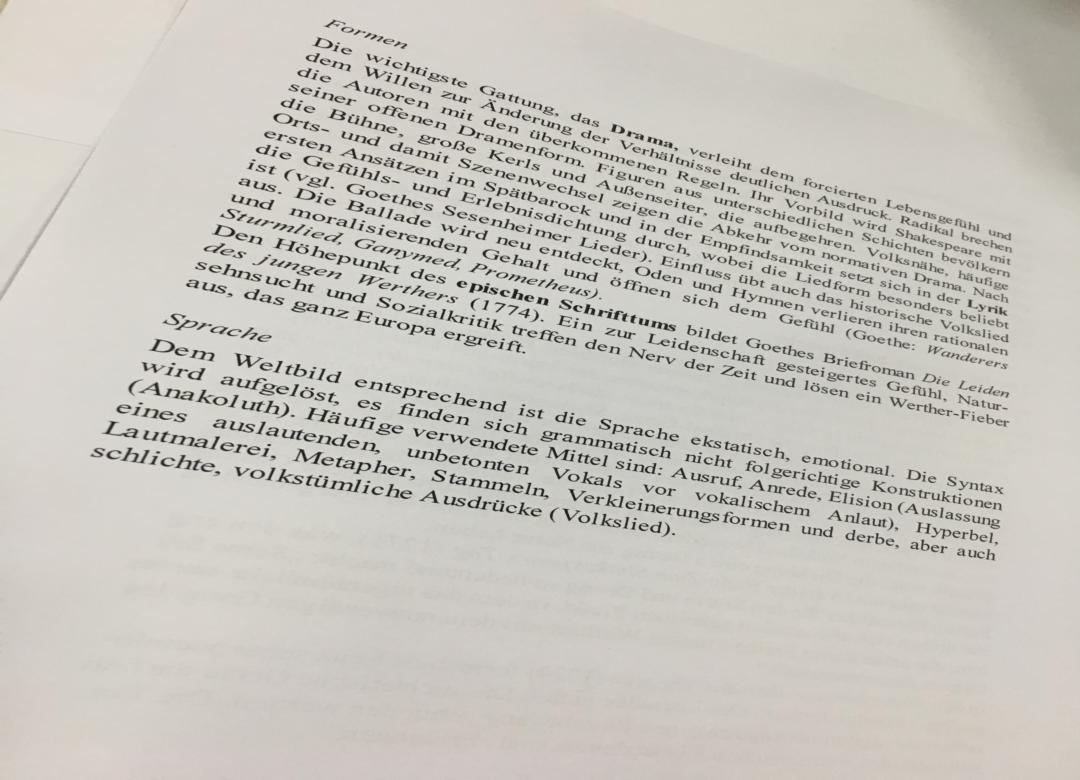 Formen
Die wichtigste Gattung, das Drama, verleiht dem forcierten Lebensgefühl und
dem Willen zur Änderung der Verhältnisse deutlichen Ausdruck. Radikal brechen
die Autoren mit den überkommenen Regeln. Ihr Vorbild wird Shakespeare mit
seiner offenen Dramenform. Figuren aus unterschiedlichen Schichten bevölkern
die Bühne, große Kerls und Außenseiter, die aufbegehren. Volksnähe, häufige
Orts- und damit Szenenwechsel zeigen die Abkehr vom normativen Drama. Nach
ersten Ansätzen im Spätbarock und in der Empfindsamkeit setzt sich in der Lyrik
die Gefühls- und Erlebnisdichtung durch, wobei die Liedform besonders beliebt
ist (vgl. Goethes Sesenheimer Lieder). Einfluss übt auch das historische Volkslied
aus. Die Ballade wird neu entdeckt, Oden und Hymnen verlieren ihren rationalen
und moralisierenden Gehalt und öffnen sich dem Gefühl (Goethe: Wanderers
Sturmlied, Ganymed, Prometheus).
Den Höhepunkt des epischen Schrifttums bildet Goethes Briefroman Die Leiden
des jungen Werthers (1774). Ein zur Leidenschaft gesteigertes Gefühl, Natur-
sehnsucht und Sozialkritik treffen den Nerv der Zeit und lösen ein Werther-Fieber
aus, das ganz Europa ergreift.
Sprache
Dem Weltbild entsprechend ist die Sprache ekstatisch, emotional. Die Syntax
wird aufgelöst, es finden sich grammatisch nicht folgerichtige Konstruktionen
(Anakoluth). Häufige verwendete Mittel sind: Ausruf, Anrede, Elision (Auslassung
eines auslautenden, unbetonten Vokals vor vokalischem Anlaut), Hyperbel,
Lautmalerei, Metapher, Stammeln, Verkleinerungsformen und derbe, aber auch
schlichte, volkstümliche Ausdrücke (Volkslied).